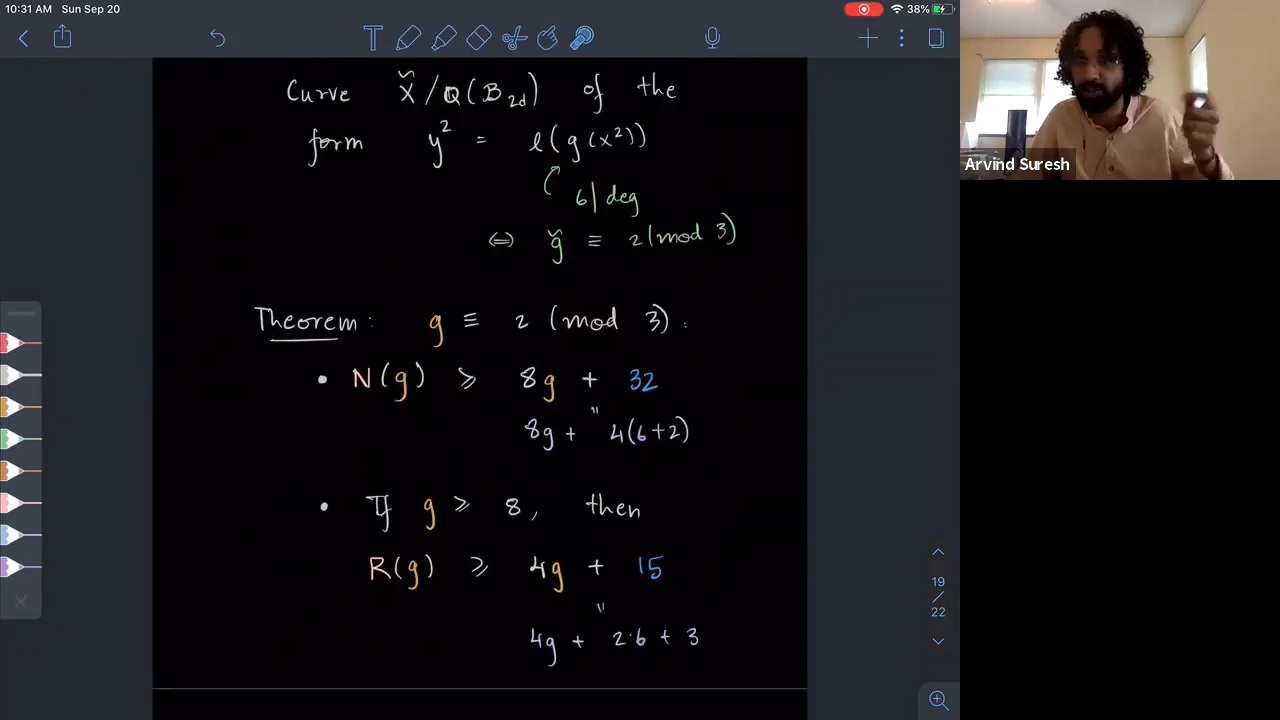 10:31 AM Sun Sep 20
38%
Curve X̌/ℚ(B₂d) of the
form y² = l(g(x²))
6 | deg
⇔ ǧ ≡ 2 (mod 3)
Theorem: g ≡ 2 (mod 3):
• N(g) ⩾ 8g + 32
"
8g + 4(6+2)
• If g ⩾ 8, then
R(g) ⩾ 4g + 15
"
4g + 2·6 + 3
19
/
22
Arvind Suresh